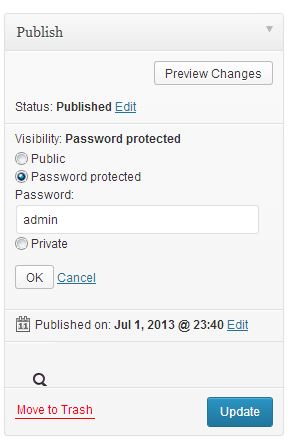 Publish
Preview Changes
Status: Published Edit
Visibility: Password protected
Public
Password protected
Password:
admin
Private
OK Cancel
11 Published on: Jul 1, 2013 @ 23:40 Edit
Move to Trash Update